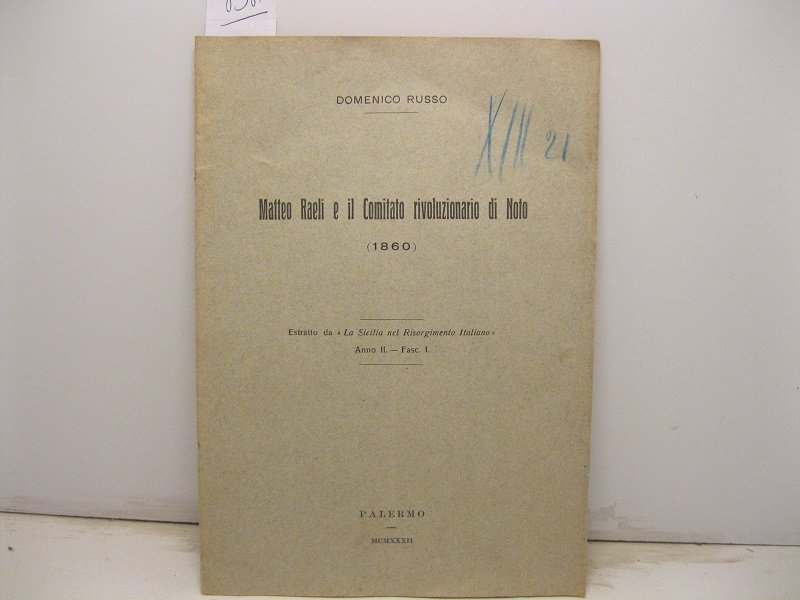 DOMENICO RUSSO
XIII 21
Matteo Raeli e il Comitato rivoluzionario di Noto
(1860)
Estratto da « La Sicilia nel Risorgimento Italiano »
Anno II. — Fasc. I.
PALERMO
MCMXXXII